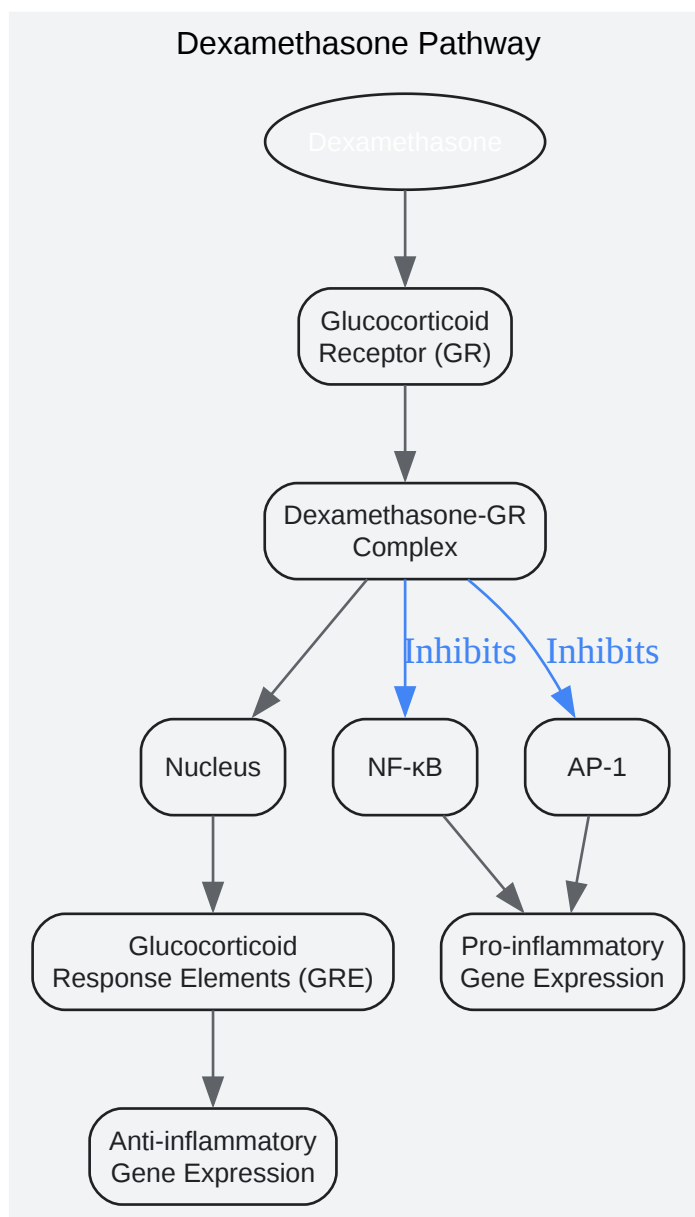 Dexamethasone Pathway
Dexamethasone
Glucocorticoid
Receptor (GR)
Dexamethasone-GR
Complex
Inhibits
Inhibits
Nucleus
NF-κB
AP-1
Glucocorticoid
Response Elements (GRE)
Pro-inflammatory
Gene Expression
Anti-inflammatory
Gene Expression